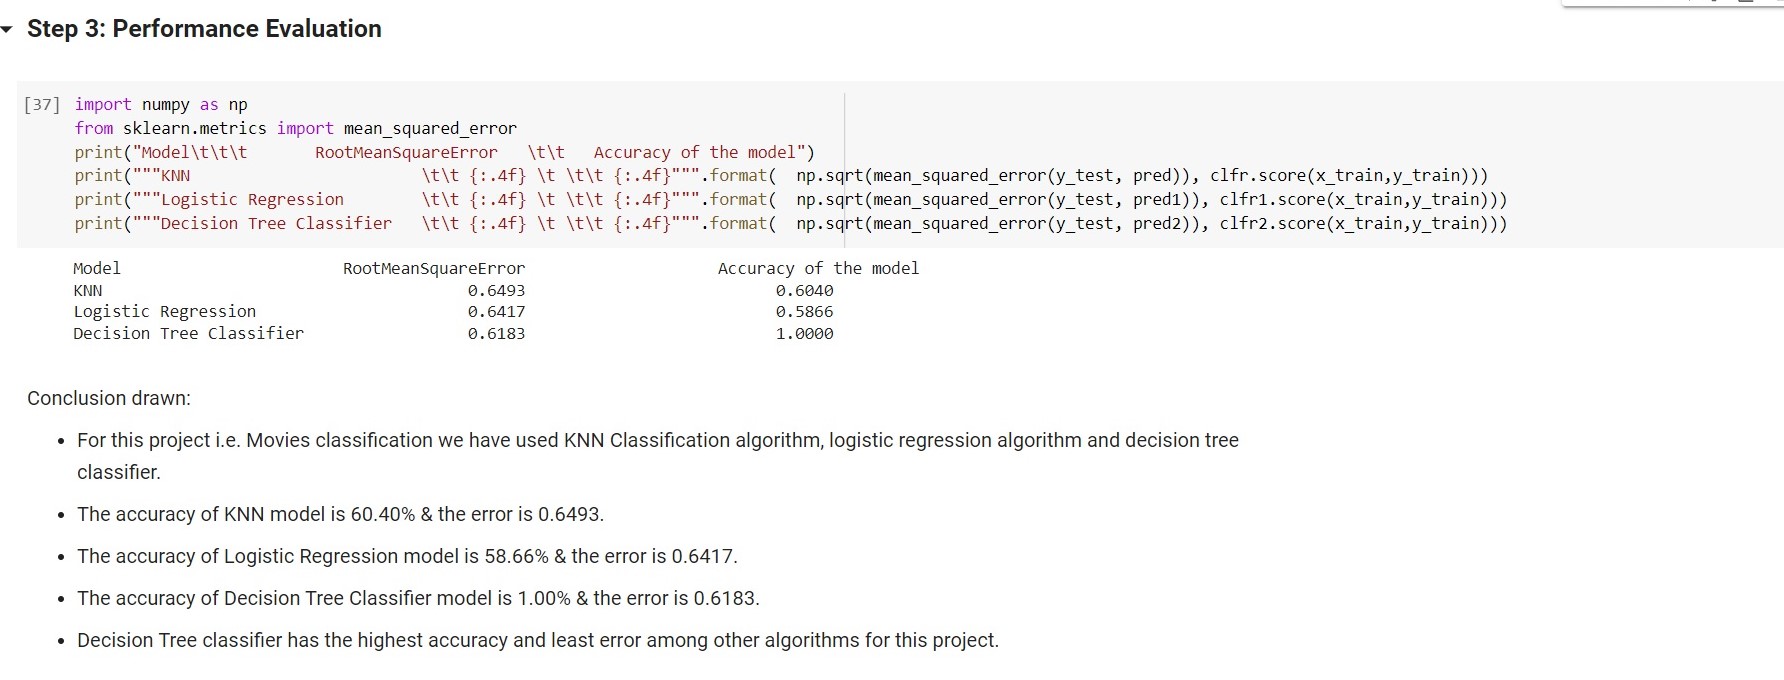 Step 3: Performance Evaluation
[37] import numpy as np
from sklearn.metrics import mean_squared_error
print("Model\t\t\t       RootMeanSquareError   \t\t   Accuracy of the model")
print("""KNN                        \t\t {:.4f} \t \t\t {:.4f}""".format(  np.sqrt(mean_squared_error(y_test, pred)), clfr.score(x_train,y_train)))
print("""Logistic Regression        \t\t {:.4f} \t \t\t {:.4f}""".format(  np.sqrt(mean_squared_error(y_test, pred1)), clfr1.score(x_train,y_train)))
print("""Decision Tree Classifier   \t\t {:.4f} \t \t\t {:.4f}""".format(  np.sqrt(mean_squared_error(y_test, pred2)), clfr2.score(x_train,y_train)))
Model RootMeanSquareError Accuracy of the model
KNN 0.6493 0.6040
Logistic Regression 0.6417 0.5866
Decision Tree Classifier 0.6183 1.0000
Conclusion drawn:
• For this project i.e. Movies classification we have used KNN Classification algorithm, logistic regression algorithm and decision tree
classifier.
• The accuracy of KNN model is 60.40% & the error is 0.6493.
• The accuracy of Logistic Regression model is 58.66% & the error is 0.6417.
• The accuracy of Decision Tree Classifier model is 1.00% & the error is 0.6183.
• Decision Tree classifier has the highest accuracy and least error among other algorithms for this project.